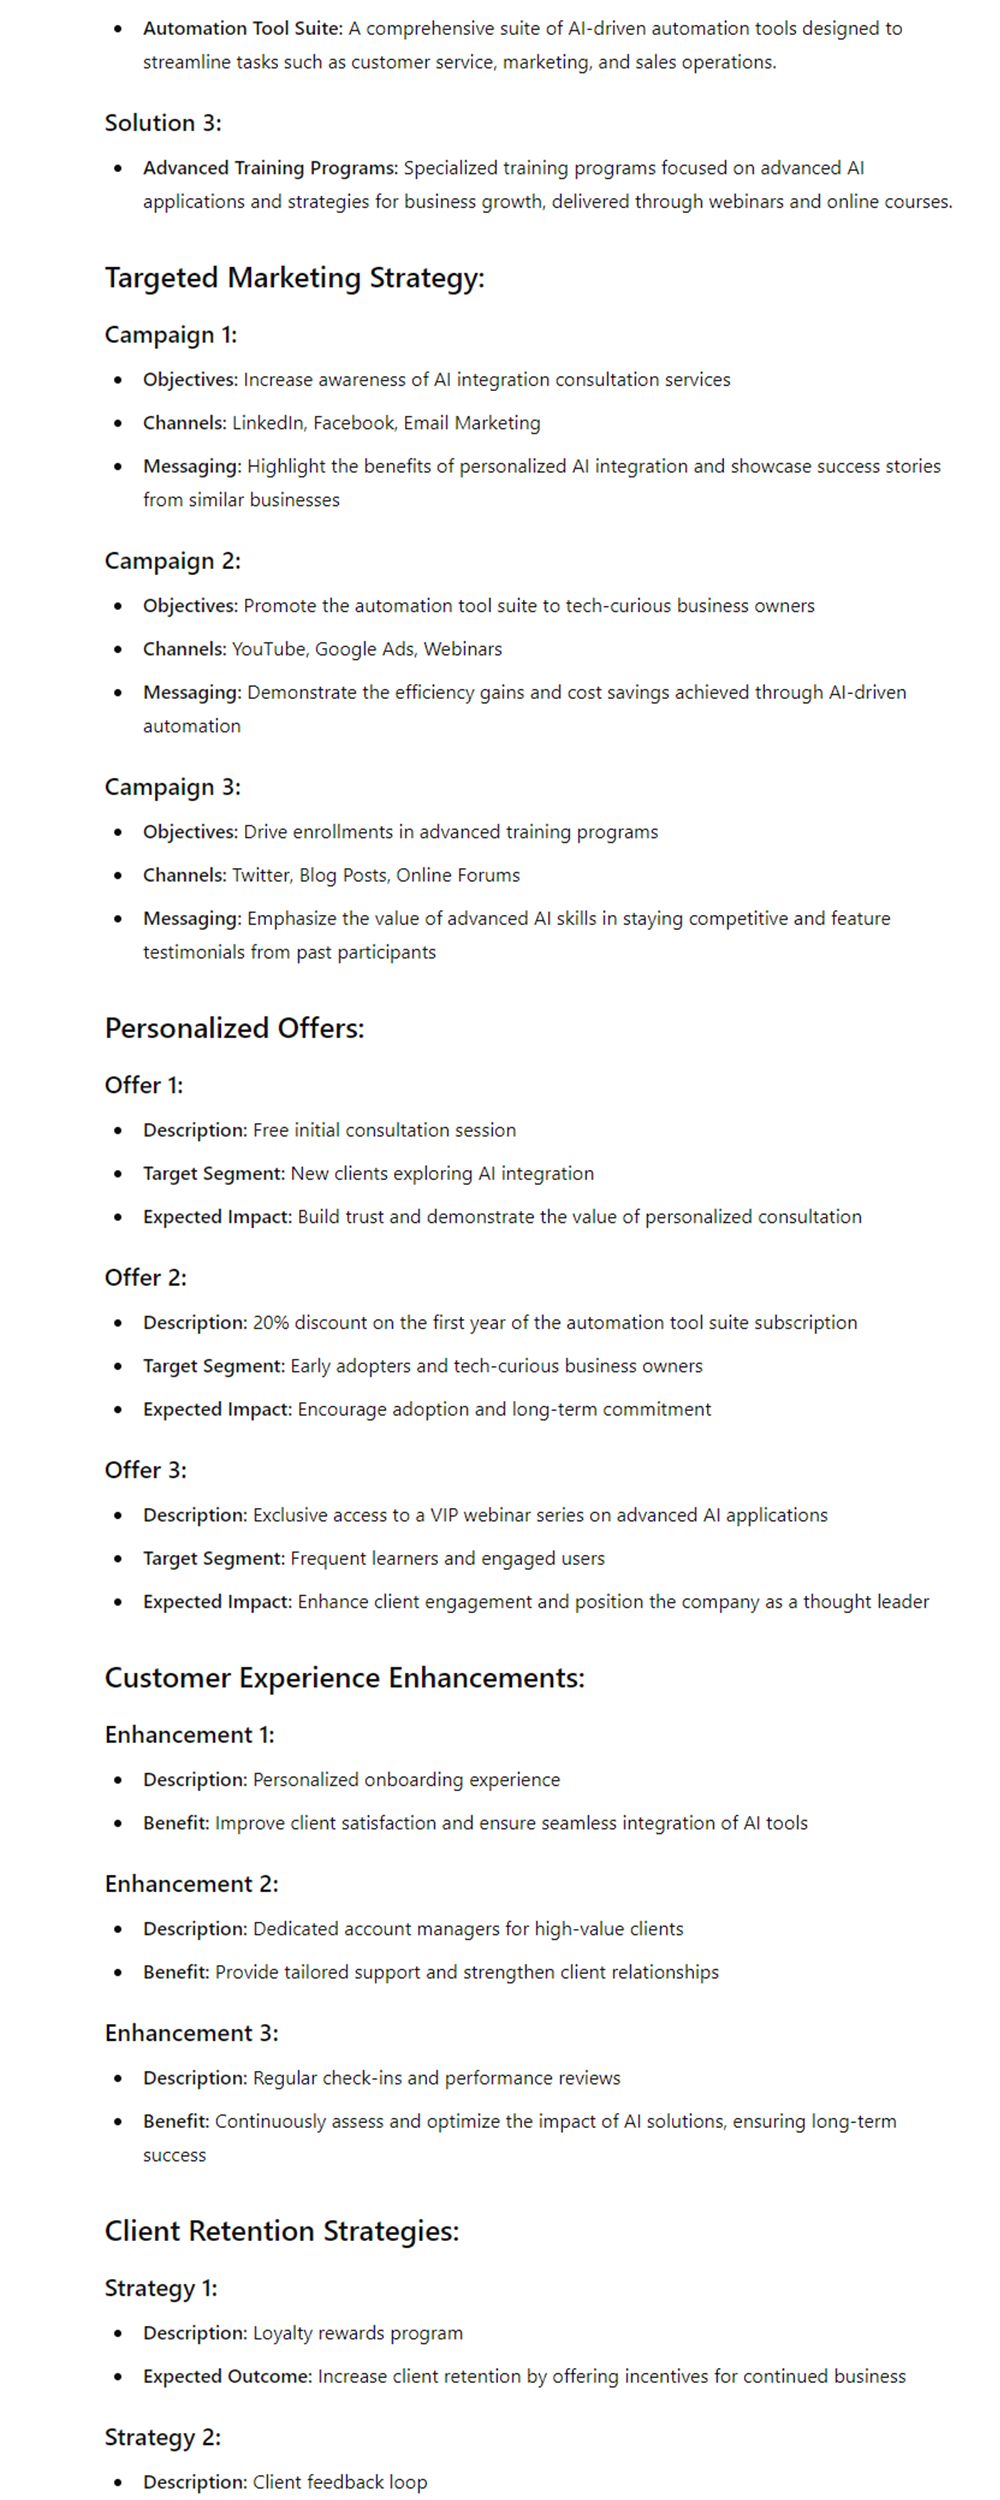 Automation Tool Suite: A comprehensive suite of AI-driven automation tools designed to
streamline tasks such as customer service, marketing, and sales operations.
Solution 3:
Advanced Training Programs: Specialized training programs focused on advanced AI
applications and strategies for business growth, delivered through webinars and online courses.
Targeted Marketing Strategy:
Campaign 1:
Objectives: Increase awareness of AI integration consultation services
Channels: LinkedIn, Facebook, Email Marketing
Messaging: Highlight the benefits of personalized AI integration and showcase success stories
from similar businesses
Campaign 2:
Objectives: Promote the automation tool suite to tech-curious business owners
Channels: YouTube, Google Ads, Webinars
Messaging: Demonstrate the efficiency gains and cost savings achieved through AI-driven
automation
Campaign 3:
Objectives: Drive enrollments in advanced training programs
Channels: Twitter, Blog Posts, Online Forums
Messaging: Emphasize the value of advanced AI skills in staying competitive and feature
testimonials from past participants
Personalized Offers:
Offer 1:
Description: Free initial consultation session
Target Segment: New clients exploring AI integration
Expected Impact: Build trust and demonstrate the value of personalized consultation
Offer 2:
Description: 20% discount on the first year of the automation tool suite subscription
Target Segment: Early adopters and tech-curious business owners
Expected Impact: Encourage adoption and long-term commitment
Offer 3:
Description: Exclusive access to a VIP webinar series on advanced AI applications
Target Segment: Frequent learners and engaged users
Expected Impact: Enhance client engagement and position the company as a thought leader
Customer Experience Enhancements:
Enhancement 1:
Description: Personalized onboarding experience
Benefit: Improve client satisfaction and ensure seamless integration of AI tools
Enhancement 2:
Description: Dedicated account managers for high-value clients
Benefit: Provide tailored support and strengthen client relationships
Enhancement 3:
Description: Regular check-ins and performance reviews
Benefit: Continuously assess and optimize the impact of AI solutions, ensuring long-term
success
Client Retention Strategies:
Strategy 1:
Description: Loyalty rewards program
Expected Outcome: Increase client retention by offering incentives for continued business
Strategy 2:
Description: Client feedback loop